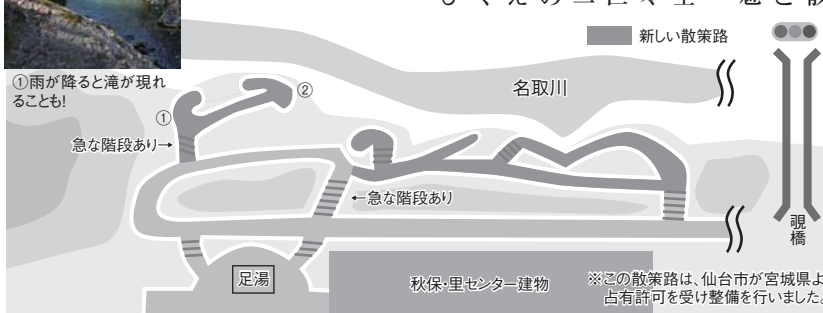 ①雨が降ると滝が現れ
ることも!
新しい散策路
名取川
②
①
急な階段あり→
←急な階段あり
覗橋
足湯
秋保・里センター建物
※この散策路は、仙台市が宮城県よ
占有許可を受け整備を行いました。